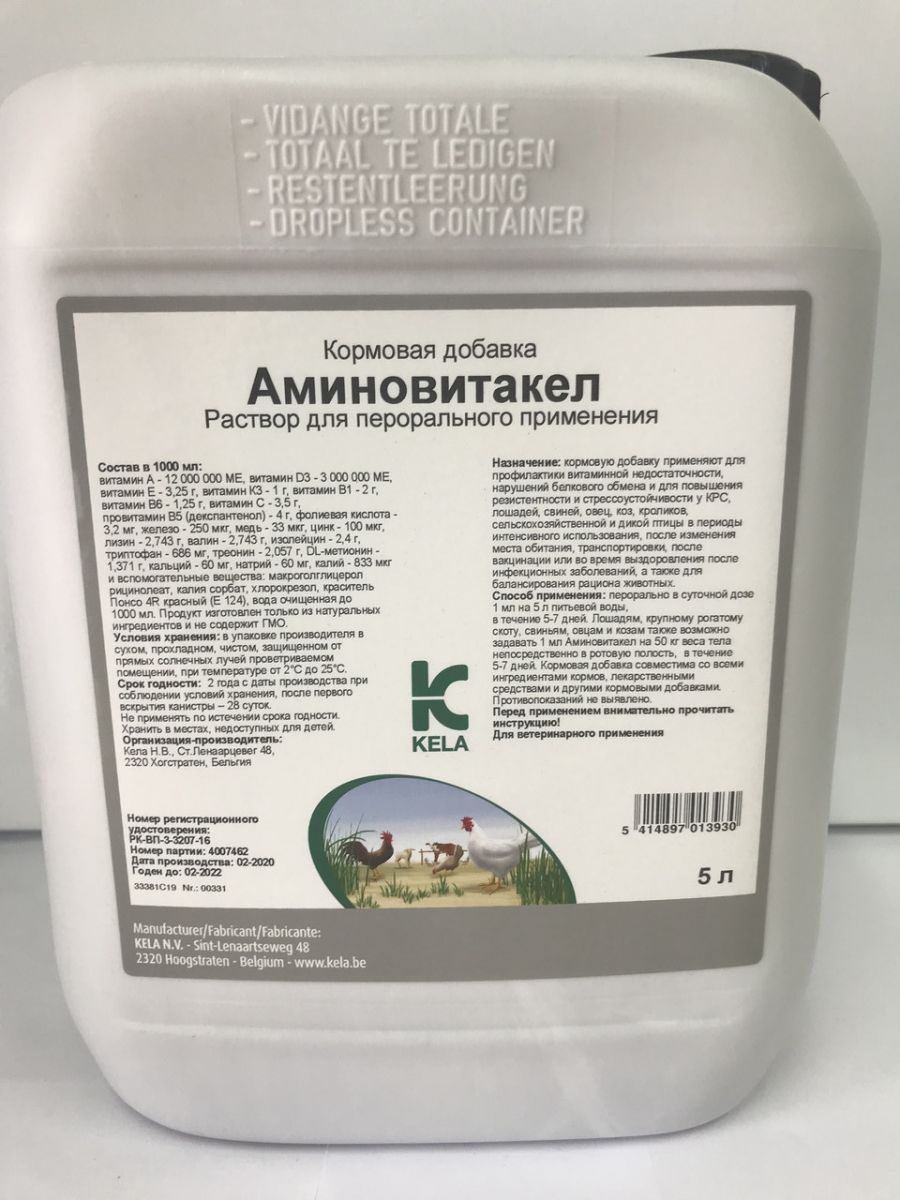 - VIDANGE TOTALE
- TOTAAL TE LEDIGEN
- RESTENTLEERUNG
- DROPLESS CONTAINER
Кормовая добавка
Аминовитакел
Раствор для перорального применения
Состав в 1000 мл:
витамин А - 12 000 000 МЕ, витамин D3 - 3 000 000 МЕ,
витамин Е - 3,25 г, витамин К3 - 1 г, витамин В1 - 2 г,
витамин В6 - 1,25 г, витамин С - 3,5 г,
провитамин В5 (декспантенол) - 4 г, фолиевая кислота -
3,2 мг, железо - 250 мкг, медь - 33 мкг, цинк - 100 мкг,
лизин - 2,743 г, валин - 2,743 г, изолейцин - 2,4 г,
триптофан - 686 мг, треонин - 2,057 г, DL-метионин -
1,371 г, кальций - 60 мг, натрий - 60 мг, калий - 833 мкг
и вспомогательные вещества: макроголглицерол
рицинолеат, калия сорбат, хлорокрезол, краситель
Понсо 4R красный (Е 124), вода очищенная до
1000 мл. Продукт изготовлен только из натуральных
ингредиентов и не содержит ГМО.
Условия хранения: в упаковке производителя в
сухом, прохладном, чистом, защищенном от
прямых солнечных лучей проветриваемом
помещении, при температуре от 2°С до 25°С.
Срок годности: 2 года с даты производства при
соблюдении условий хранения, после первого
вскрытия канистры – 28 суток.
Не применять по истечении срока годности.
Хранить в местах, недоступных для детей.
Организация-производитель:
Кела Н.В., Ст.Ленаарцевег 48,
2320 Хогстратен, Бельгия
Назначение: кормовую добавку применяют для
профилактики витаминной недостаточности,
нарушений белкового обмена и для повышения
резистентности и стрессоустойчивости у КРС,
лошадей, свиней, овец, коз, кроликов,
сельскохозяйственной и дикой птицы в периоды
интенсивного использования, после изменения
места обитания, транспортировки, после
вакцинации или во время выздоровления после
инфекционных заболеваний, а также для
балансирования рациона животных.
Способ применения: перорально в суточной дозе
1 мл на 5 л питьевой воды,
в течение 5-7 дней. Лошадям, крупному рогатому
скоту, свиньям, овцам и козам также возможно
задавать 1 мл Аминовитакел на 50 кг веса тела
непосредственно в ротовую полость, в течение
5-7 дней. Кормовая добавка совместима со всеми
ингредиентами кормов, лекарственными
средствами и другими кормовыми добавками.
Противопоказаний не выявлено.
Перед применением внимательно прочитать
инструкцию!
Для ветеринарного применения
KELA
Номер регистрационного
удостоверения:
РК-ВП-3-3207-16
Номер партии: 4007462
Дата производства: 02-2020
Годен до: 02-2022
33381C19 Nr.: 00331
5 414897 013930
5 л
Manufacturer/Fabricant/Fabricante:
KELA N.V. - Sint-Lenaartseweg 48
2320 Hoogstraten - Belgium - www.kela.be